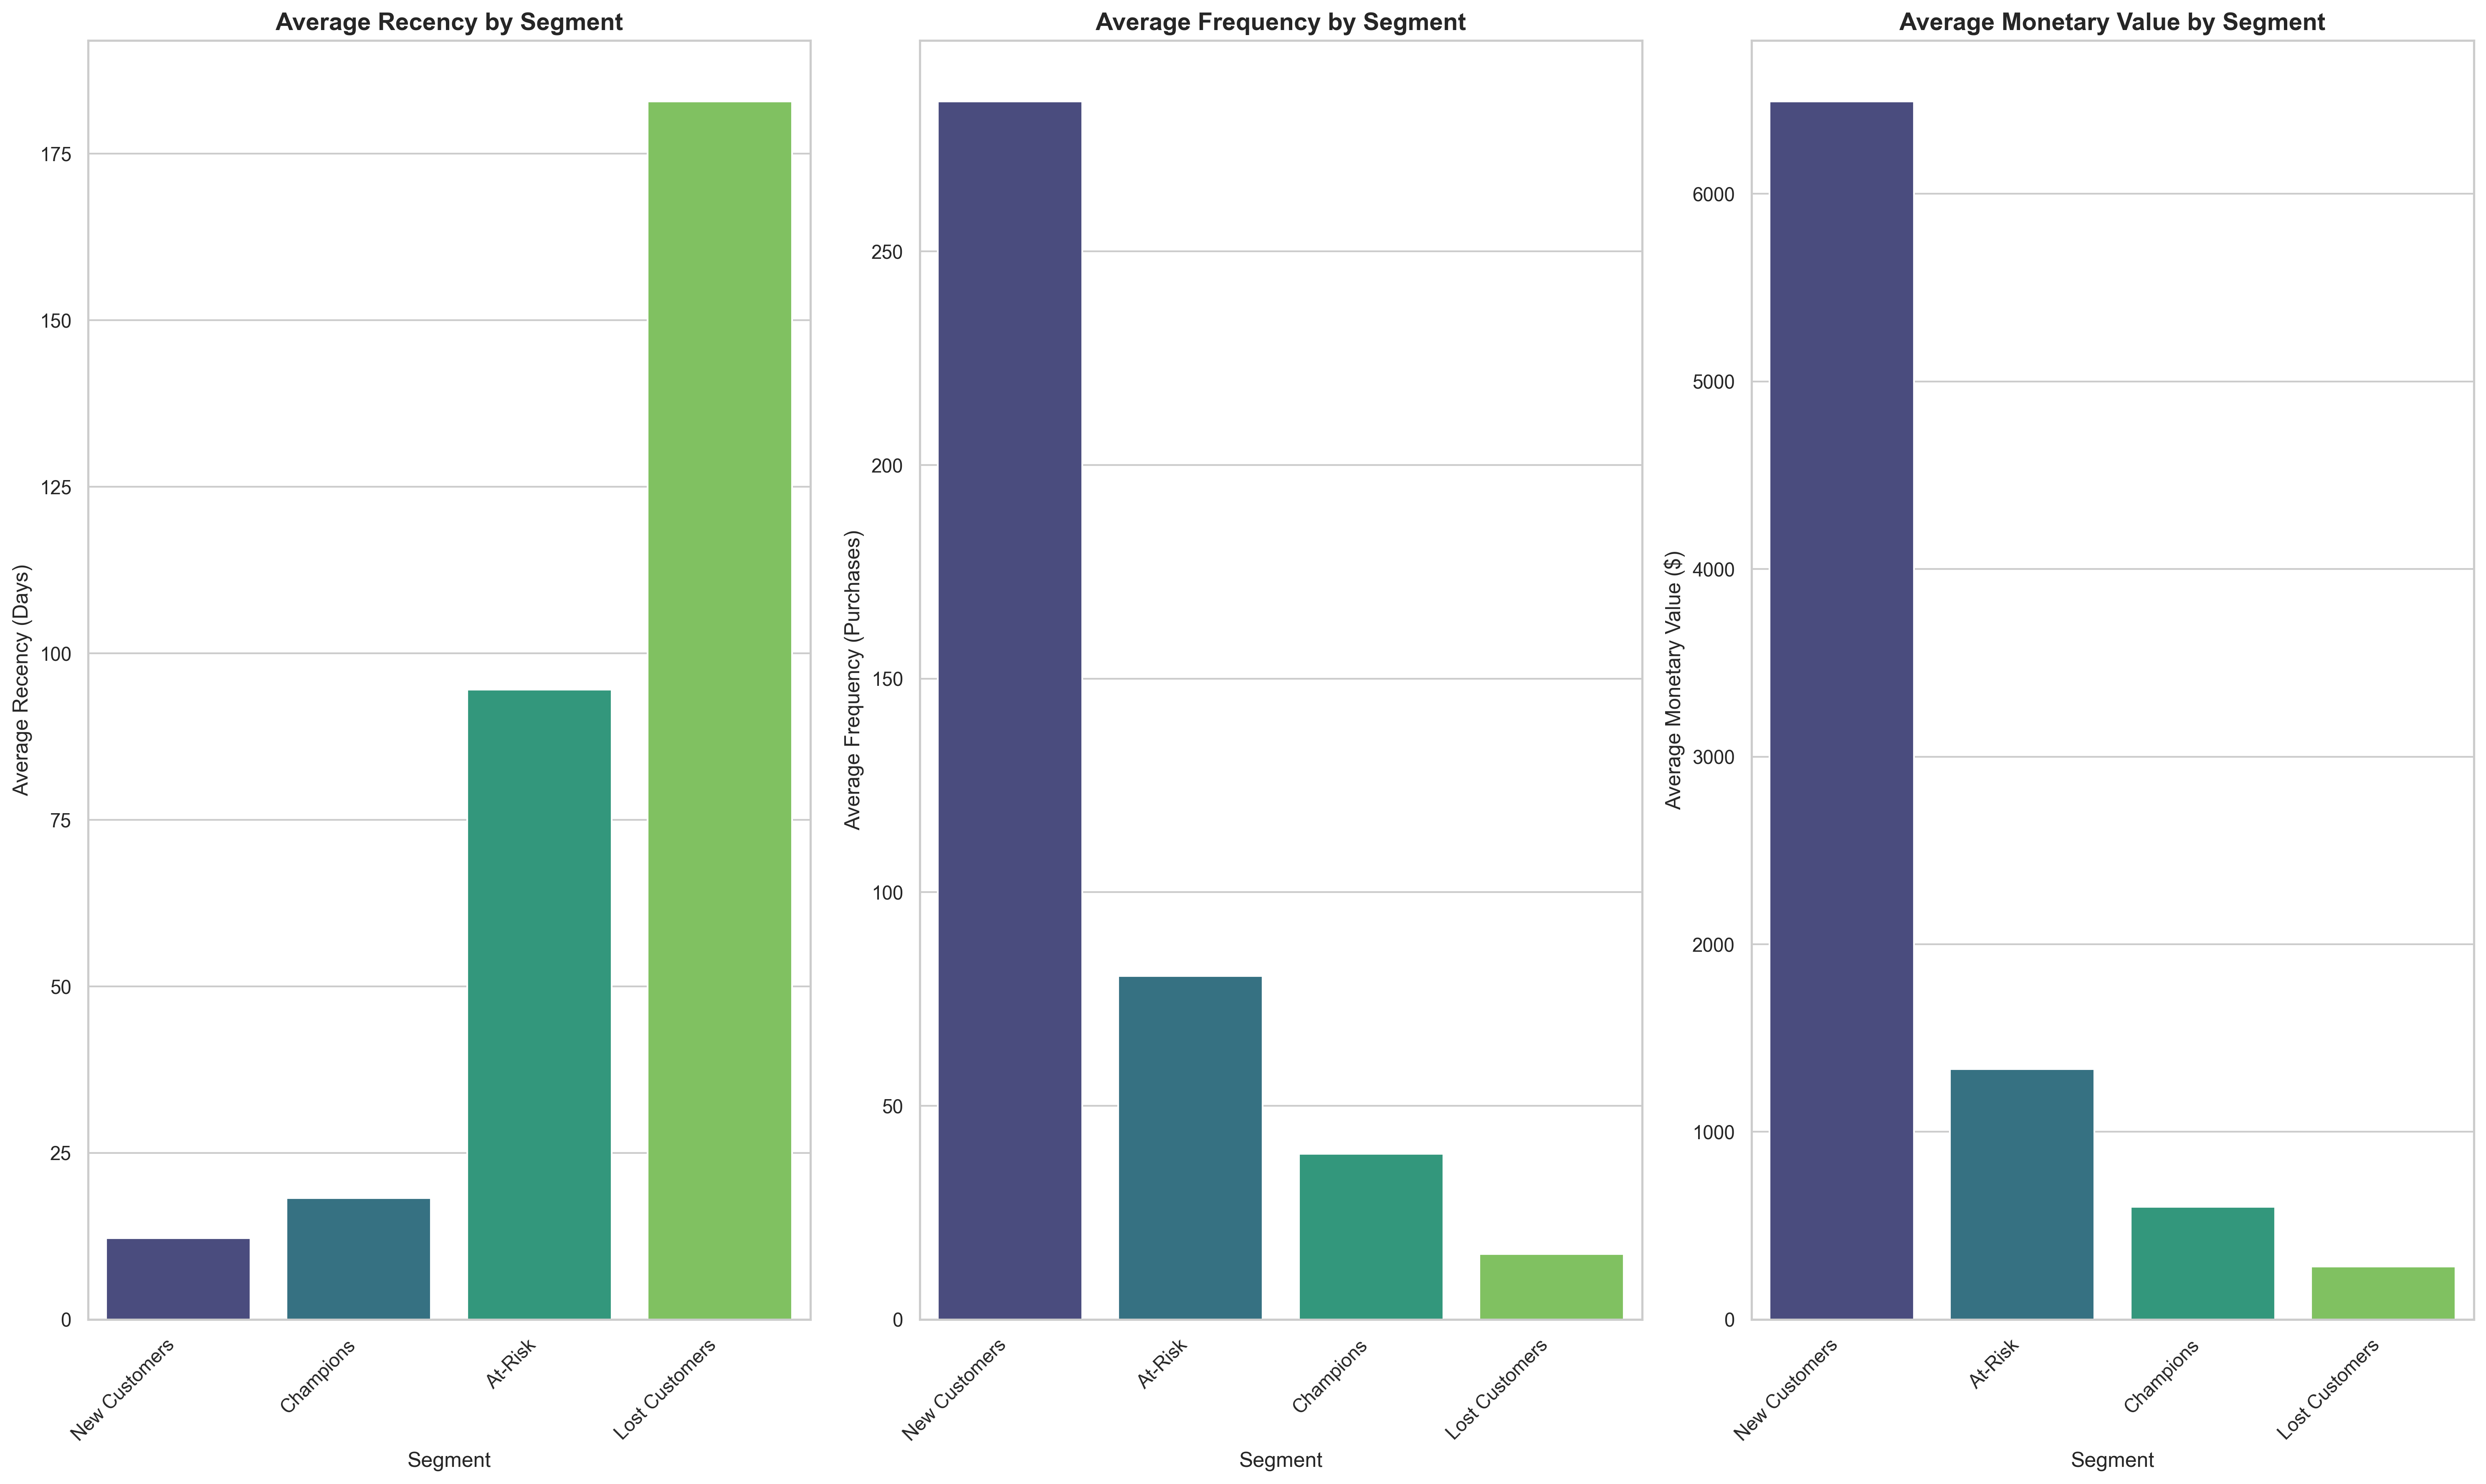 Average Recency by Segment
Average Recency (Days)
175
150
125
100
75
50
25
0
New Customers
Champions
At-Risk
Lost Customers
Segment
Average Frequency by Segment
Average Frequency (Purchases)
250
200
150
100
50
0
New Customers
At-Risk
Champions
Lost Customers
Segment
Average Monetary Value by Segment
Average Monetary Value ($)
6000
5000
4000
3000
2000
1000
0
New Customers
At-Risk
Champions
Lost Customers
Segment